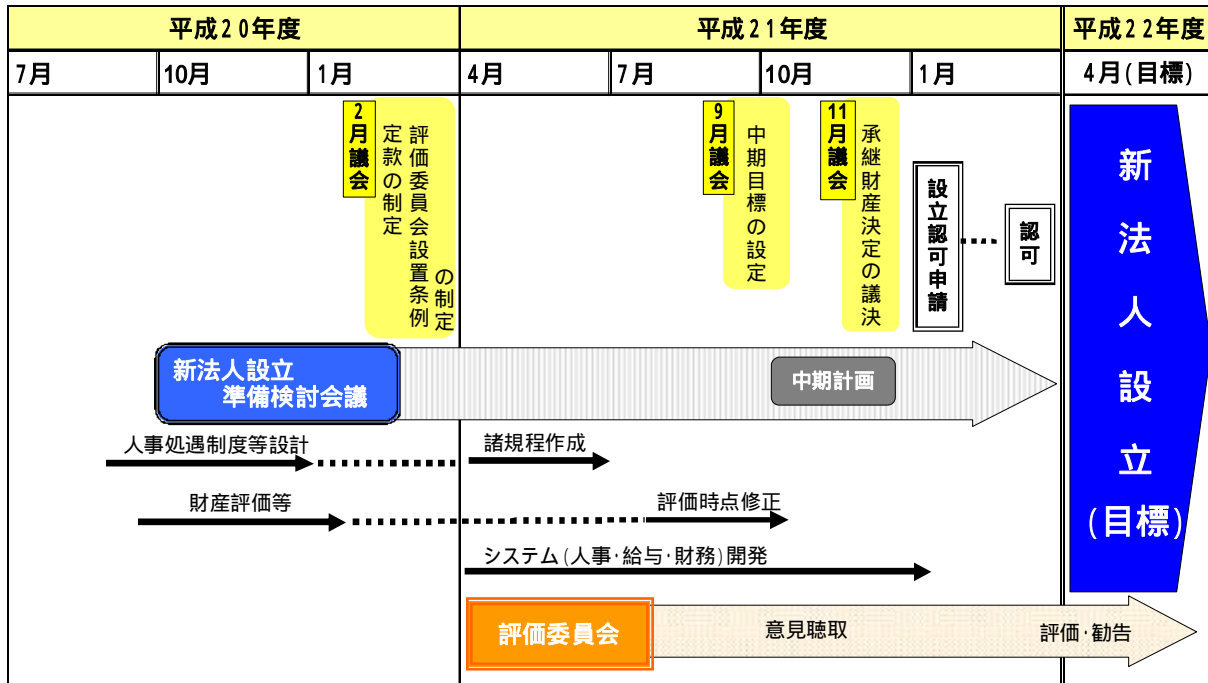 平成20年度
平成21年度
平成22年度
7月
10月
1月
4月
7月
10月
1月
4月(目標)
2月議会
定款の制定
評価委員会設置条例
の制定
9月議会
中期目標の設定
11月議会
承継財産決定の議決
設立認可申請
認可
新法人設立(目標)
新法人設立
準備検討会議
中期計画
人事処遇制度等設計
諸規程作成
財産評価等
評価時点修正
システム(人事・給与・財務)開発
評価委員会
意見聴取
評価・勧告